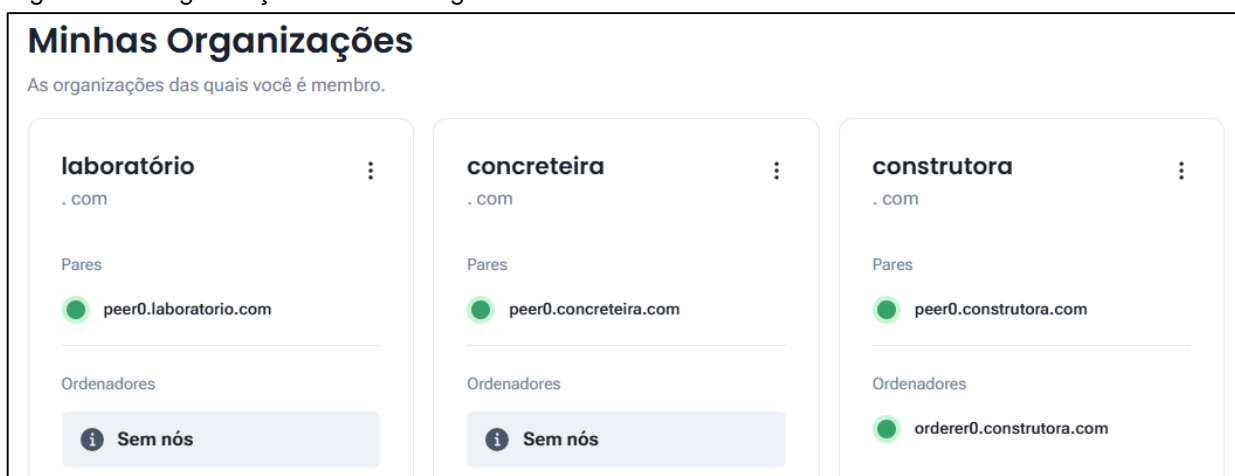 Minhas Organizações
As organizações das quais você é membro.
laboratório
. com
Pares
peer0.laboratorio.com
Ordenadores
Sem nós
concreteira
. com
Pares
peer0.concreteira.com
Ordenadores
Sem nós
construtora
. com
Pares
peer0.construtora.com
Ordenadores
orderer0.construtora.com